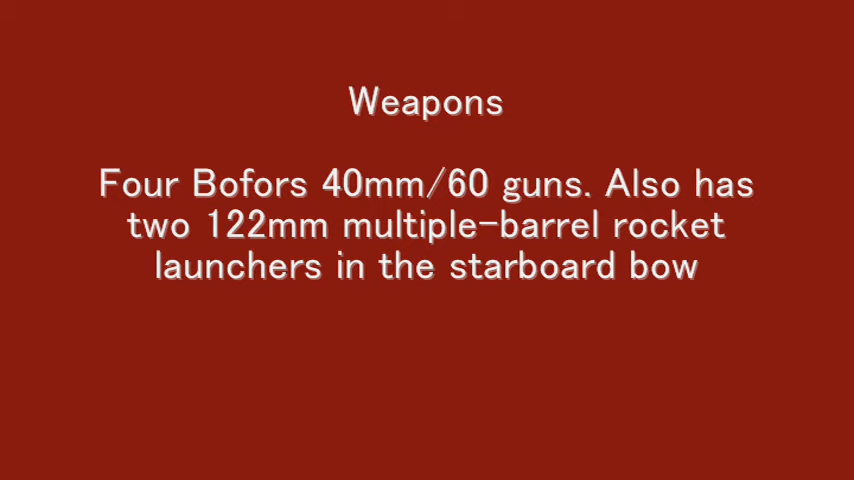 Weapons
Four Bofors 40mm/60 guns. Also has
two 122mm multiple-barrel rocket
launchers in the starboard bow